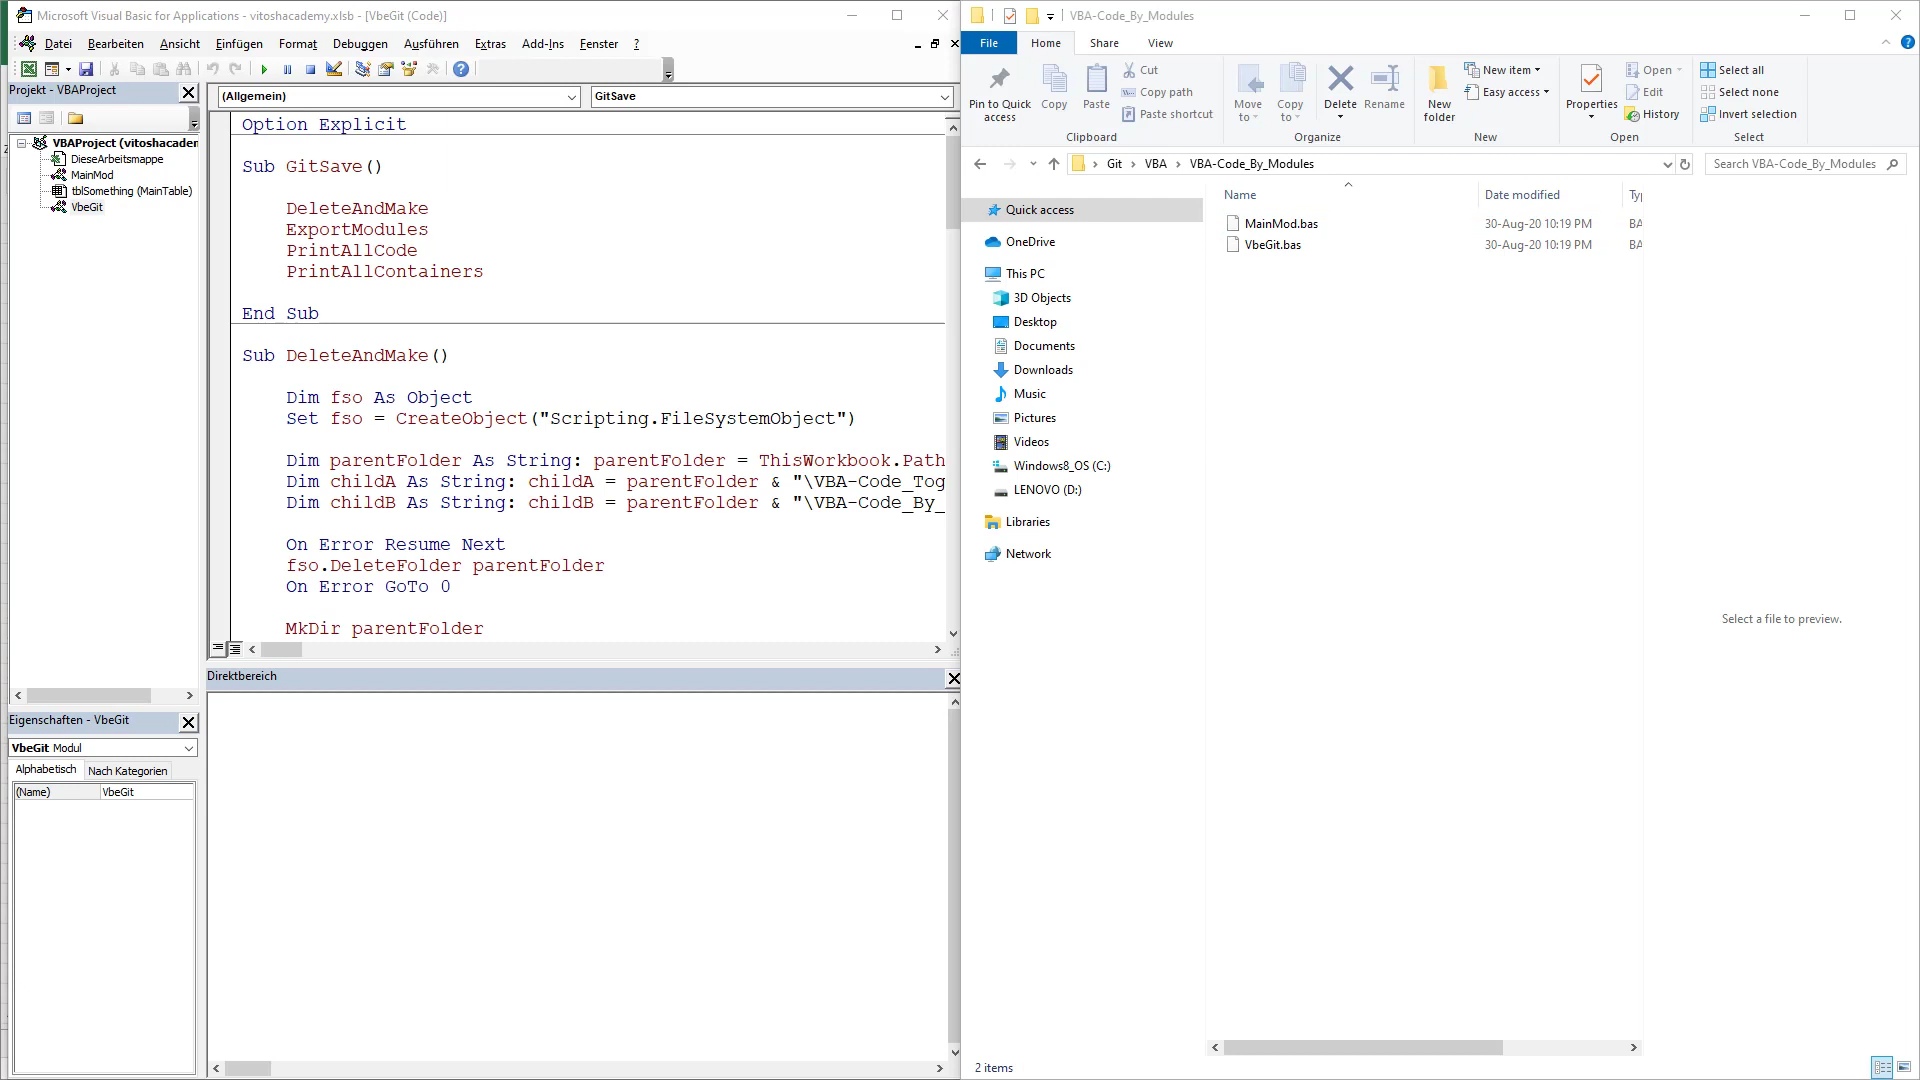 Microsoft Visual Basic for Applications - vitoshacademy.xlsb - [VbeGit (Code)]
Datei Bearbeiten Ansicht Einfügen Format Debuggen Ausführen Extras Add-Ins Fenster ?
Projekt - VBAProject
VBAProject (vitoshacader
DieseArbeitsmappe
MainMod
tblSomething (MainTable)
VbeGit
(Allgemein)
GitSave
Option Explicit
Sub GitSave()
DeleteAndMake
ExportModules
PrintAllCode
PrintAllContainers
End Sub
Sub DeleteAndMake()
Dim fso As Object
Set fso = CreateObject("Scripting.FileSystemObject")
Dim parentFolder As String: parentFolder = ThisWorkbook.Path
Dim childA As String: childA = parentFolder & "\VBA-Code_Tog
Dim childB As String: childB = parentFolder & "\VBA-Code_By_
On Error Resume Next
fso.DeleteFolder parentFolder
On Error GoTo 0
MkDir parentFolder
Direktbereich
Eigenschaften - VbeGit
VbeGit Modul
Alphabetisch Nach Kategorien
(Name) VbeGit
VBA-Code_By_Modules
File Home Share View
Pin to Quick access
Copy
Paste
Cut
Copy path
Paste shortcut
Clipboard
Move to
Copy to
Delete
Rename
Organize
New folder
New item
Easy access
New
Properties
Open
Edit
History
Open
Select all
Select none
Invert selection
Select
Git VBA VBA-Code_By_Modules
Search VBA-Code_By_Modules
Quick access
OneDrive
This PC
3D Objects
Desktop
Documents
Downloads
Music
Pictures
Videos
Windows8_OS (C:)
LENOVO (D:)
Libraries
Network
Name Date modified Typ
MainMod.bas 30-Aug-20 10:19 PM BA
VbeGit.bas 30-Aug-20 10:19 PM BA
Select a file to preview.
2 items